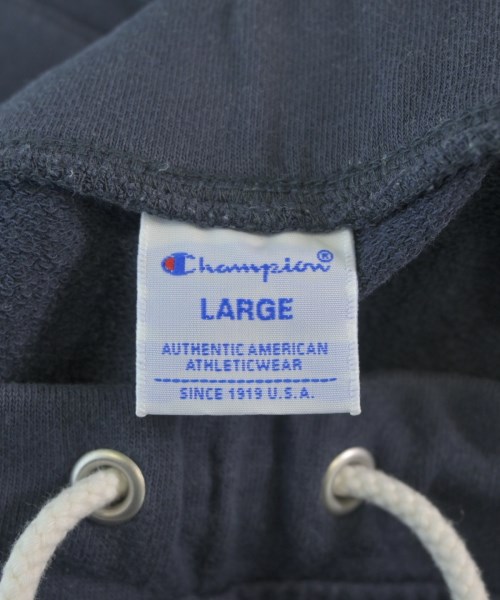 Champion®
LARGE
AUTHENTIC AMERICAN
ATHLETICWEAR
SINCE 1919 U.S.A.